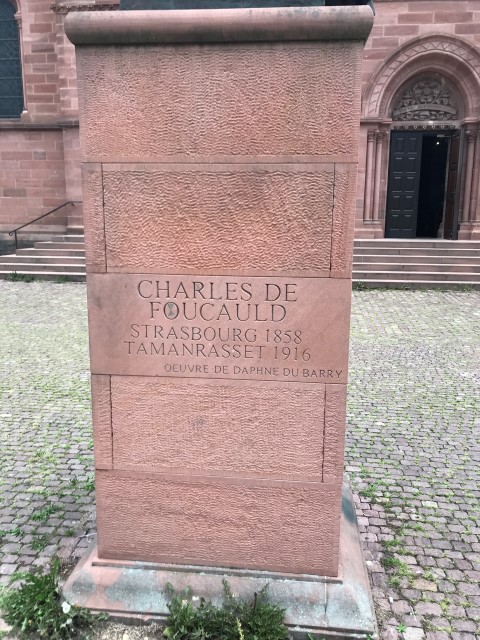 CHARLES DE
FOUCAULD
STRASBOURG 1858
TAMANRASSET 1916
OEUVRE DE DAPHNE DU BARRY